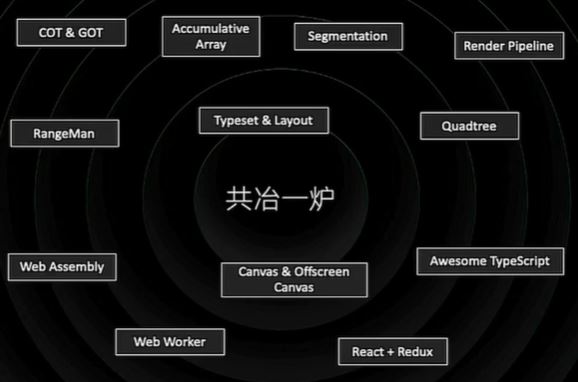 COT & GOT
Accumulative
Array
Segmentation
Render Pipeline
RangeMan
Typeset & Layout
Quadtree
共冶一炉
Web Assembly
Canvas & Offscreen
Canvas
Awesome TypeScript
Web Worker
React + Redux